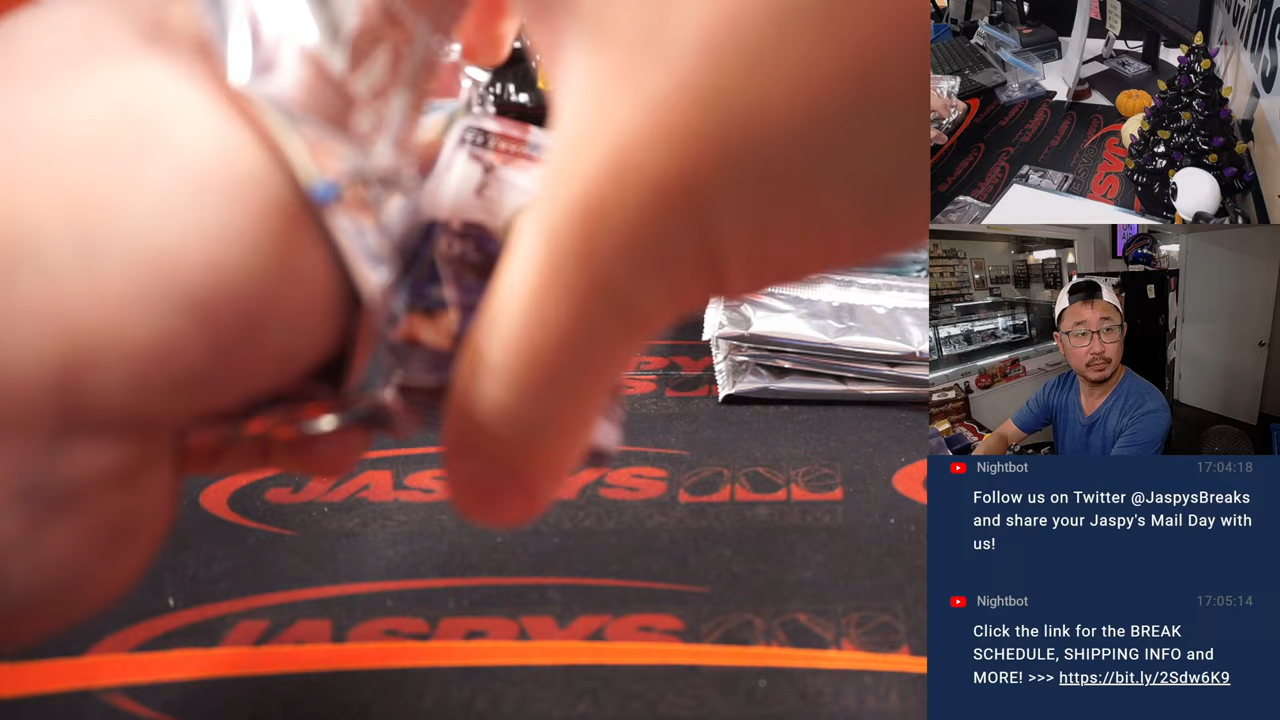 JASPYS
JASPYS
JASPYS
Nightbot 17:04:18
Follow us on Twitter @JaspysBreaks
and share your Jaspy's Mail Day with
us!
Nightbot 17:05:14
Click the link for the BREAK
SCHEDULE, SHIPPING INFO and
MORE! >>> https://bit.ly/2Sdw6K9